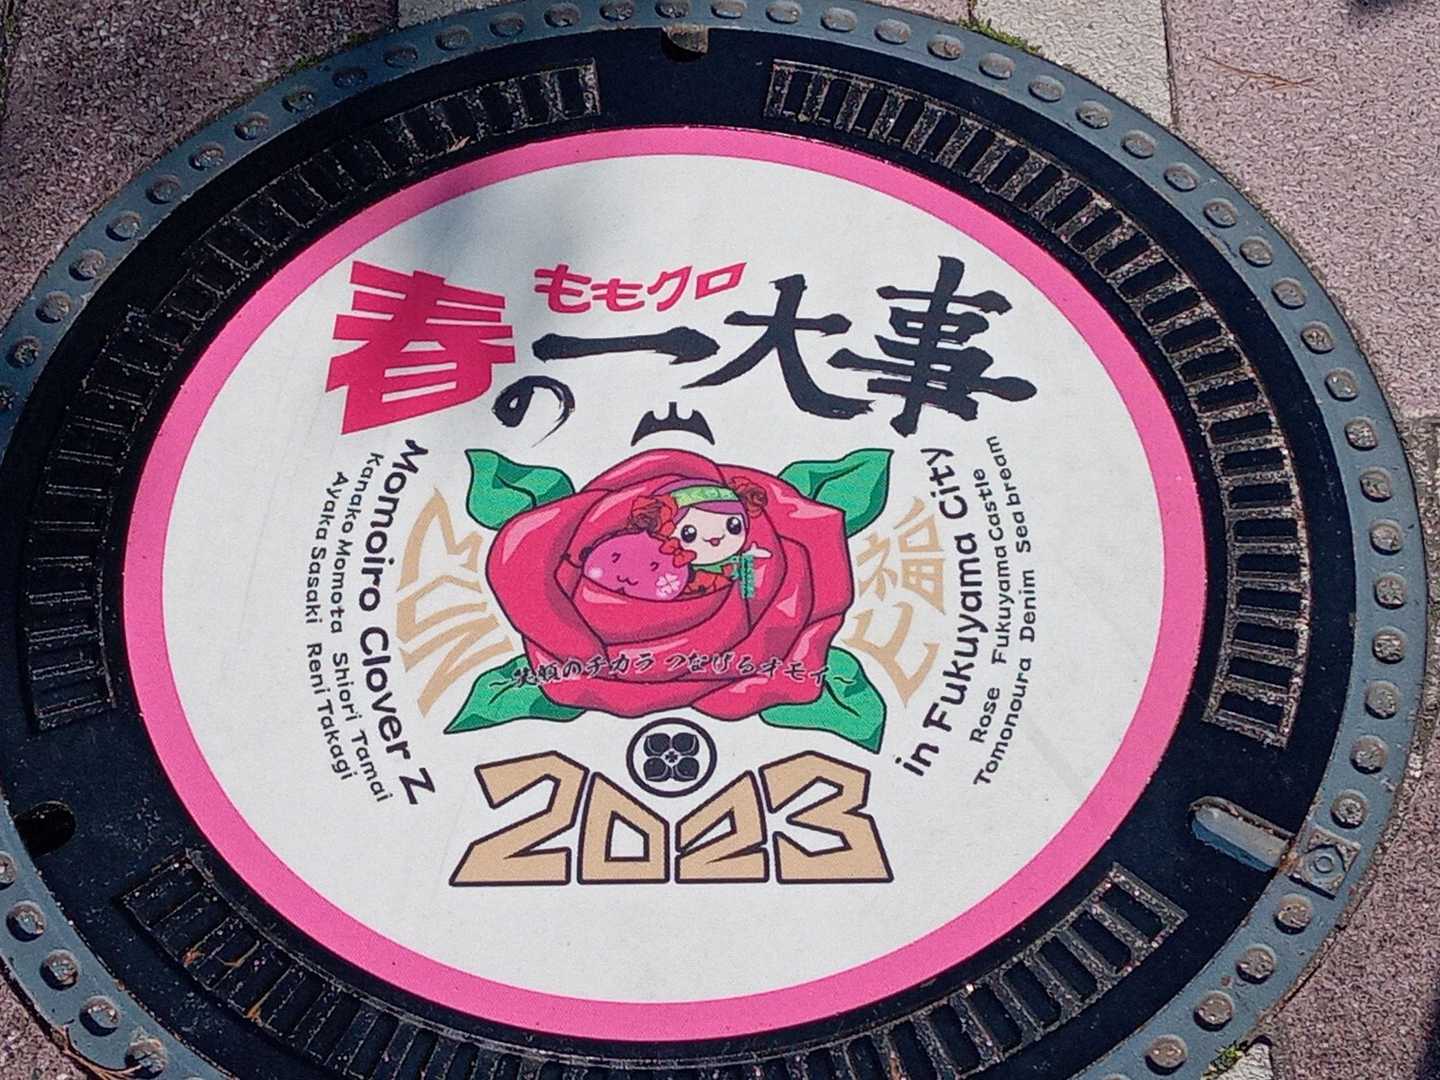 ももクロ
春の一大事
Momoiro Clover Z
Kanako Momota Shiori Tamai
Ayaka Sasaki Reni Takagi
in Fukuyama City
Rose Fukuyama Castle
Tomonoura Denim Sea bream
~笑顔のチカラ つなげるオモイ~
2023